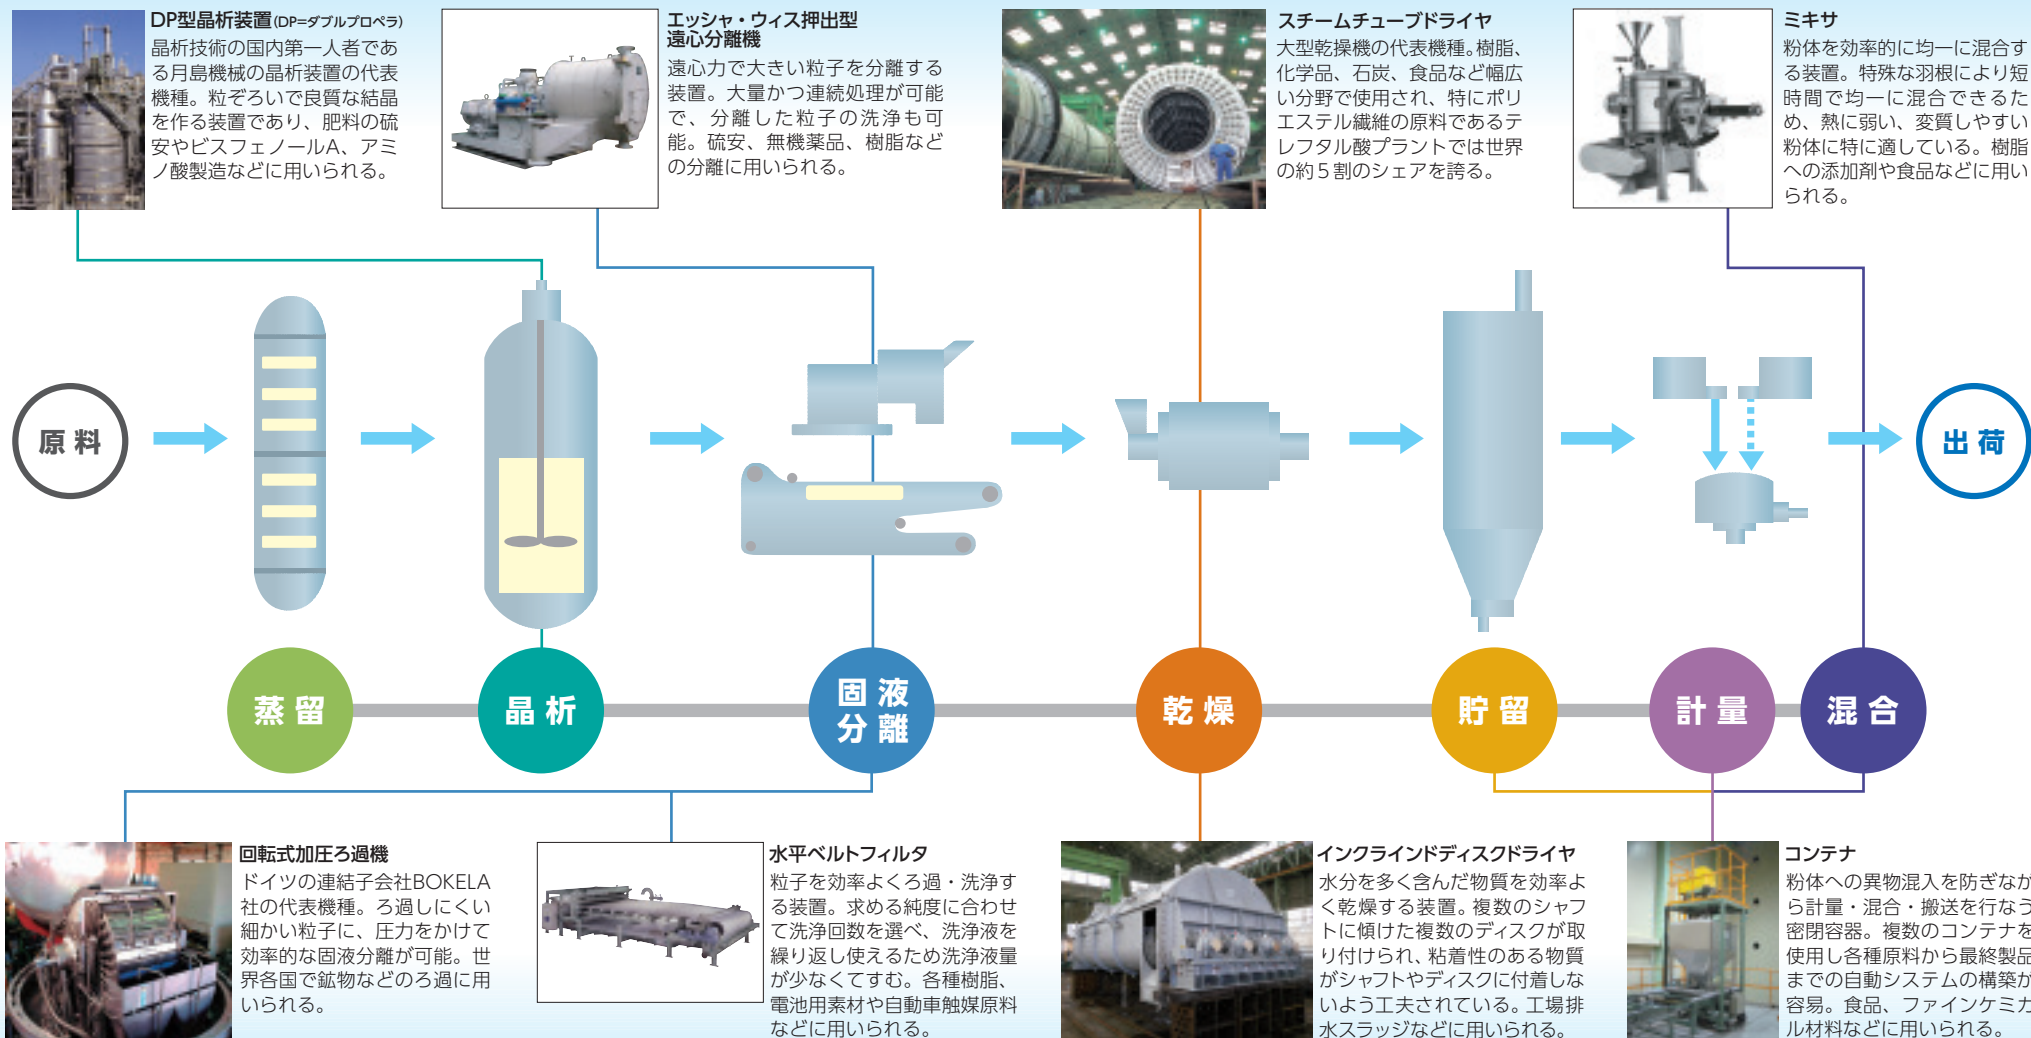 DP型晶析装置(DP=ダブルプロペラ)
晶析技術の国内第一人者であ
る月島機械の晶析装置の代表
機種。粒ぞろいで良質な結晶
を作る装置であり、肥料の硫
安やビスフェノールA、アミ
ノ酸製造などに用いられる。
エッシャ・ウィス押出型
遠心分離機
遠心力で大きい粒子を分離する
装置。大量かつ連続処理が可能
で、分離した粒子の洗浄も可
能。硫安、無機薬品、樹脂など
の分離に用いられる。
スチームチューブドライヤ
大型乾燥機の代表機種。樹脂、
化学品、石炭、食品など幅広
い分野で使用され、特にポリ
エステル繊維の原料であるテ
レフタル酸プラントでは世界
の約5割のシェアを誇る。
ミキサ
粉体を効率的に均一に混合す
る装置。特殊な羽根により短
時間で均一に混合できるた
め、熱に弱い、変質しやすい
粉体に特に適している。樹脂
への添加剤や食品などに用い
られる。
原料
出荷
蒸留
晶析
固液
分離
乾燥
貯留
計量
混合
回転式加圧ろ過機
ドイツの連結子会社BOKELA
社の代表機種。ろ過しにくい
細かい粒子に、圧力をかけて
効率的な固液分離が可能。世
界各国で鉱物などのろ過に用
いられる。
水平ベルトフィルタ
粒子を効率よくろ過・洗浄す
る装置。求める純度に合わせ
て洗浄回数を選べ、洗浄液を
繰り返し使えるため洗浄液量
が少なくてすむ。各種樹脂、
電池用素材や自動車触媒原料
などに用いられる。
インクラインドディスクドライヤ
水分を多く含んだ物質を効率よ
く乾燥する装置。複数のシャフ
トに傾けた複数のディスクが取
り付けられ、粘着性のある物質
がシャフトやディスクに付着しな
いよう工夫されている。工場排
水スラッジなどに用いられる。
コンテナ
粉体への異物混入を防ぎなが
ら計量・混合・搬送を行なう
密閉容器。複数のコンテナを
使用し各種原料から最終製品
までの自動システムの構築が
容易。食品、ファインケミカ
ル材料などに用いられる。